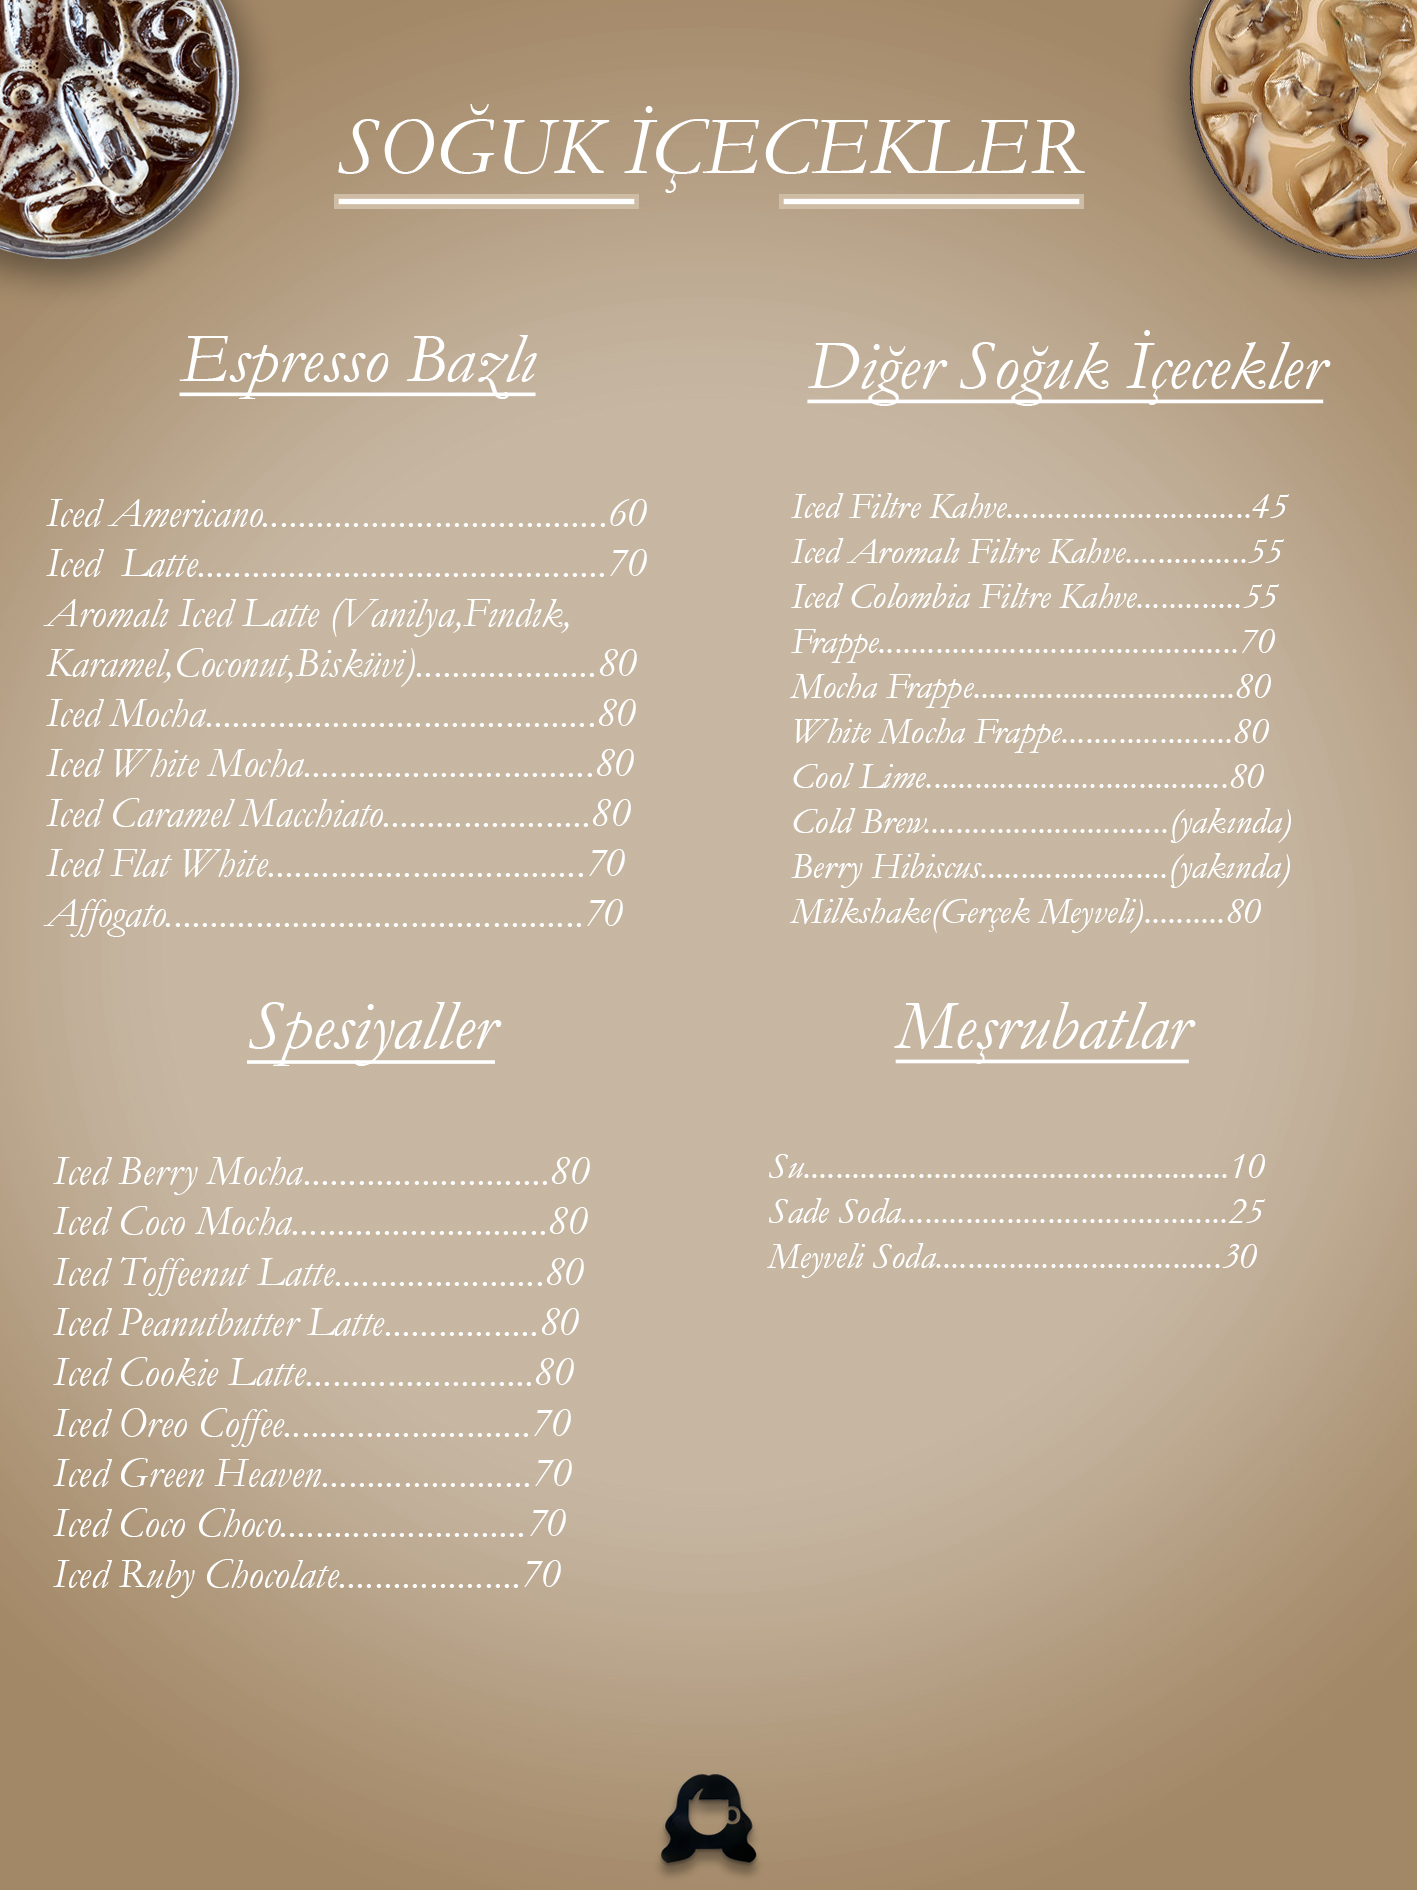 SOĞUK İÇECEKLER
Espresso Bazlı
Iced Americano......................................60
Iced  Latte.............................................70
Aromalı Iced Latte (Vanilya,Fındık,
Karamel,Coconut,Bisküvi)....................80
Iced Mocha...........................................80
Iced White Mocha................................80
Iced Caramel Macchiato.......................80
Iced Flat White...................................70
Affogato..............................................70
Diğer Soğuk İçecekler
Iced Filtre Kahve..............................45
Iced Aromalı Filtre Kahve...............55
Iced Colombia Filtre Kahve.............55
Frappe............................................70
Mocha Frappe................................80
White Mocha Frappe.....................80
Cool Lime.....................................80
Cold Brew..............................(yakında)
Berry Hibiscus.......................(yakında)
Milkshake(Gerçek Meyveli)..........80
Spesiyaller
Iced Berry Mocha...........................80
Iced Coco Mocha............................80
Iced Toffeenut Latte.......................80
Iced Peanutbutter Latte.................80
Iced Cookie Latte.........................80
Iced Oreo Coffee...........................70
Iced Green Heaven.......................70
Iced Coco Choco...........................70
Iced Ruby Chocolate....................70
Meşrubatlar
Su....................................................10
Sade Soda........................................25
Meyveli Soda...................................30